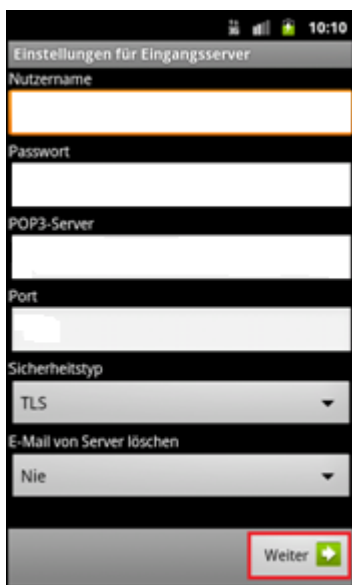 10:10
Einstellungen für Eingangsserver
Nutzername
Passwort
POP3-Server
Port
Sicherheitstyp
TLS
E-Mail von Server löschen
Nie
Weiter